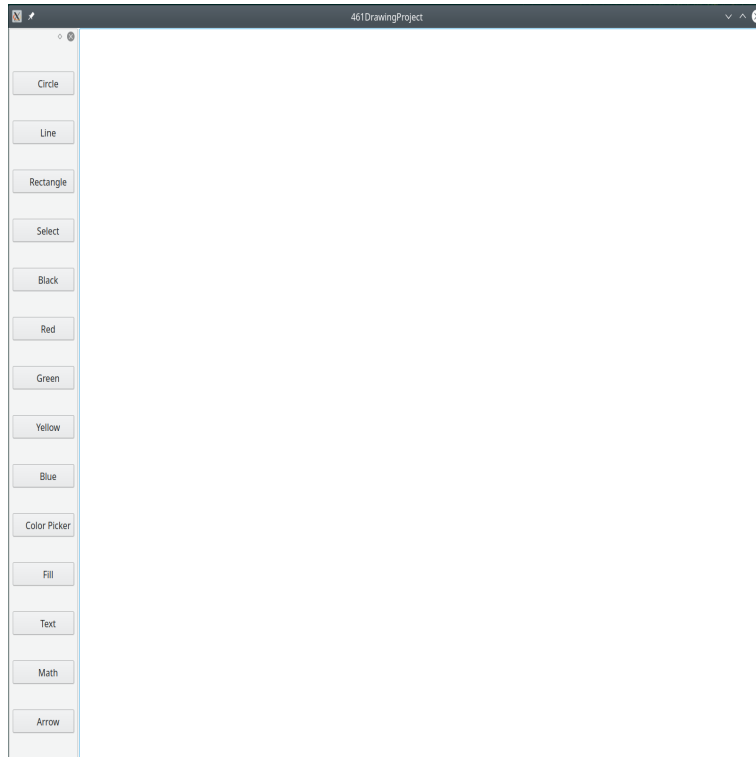 461DrawingProject
Circle
Line
Rectangle
Select
Black
Red
Green
Yellow
Blue
Color Picker
Fill
Text
Math
Arrow